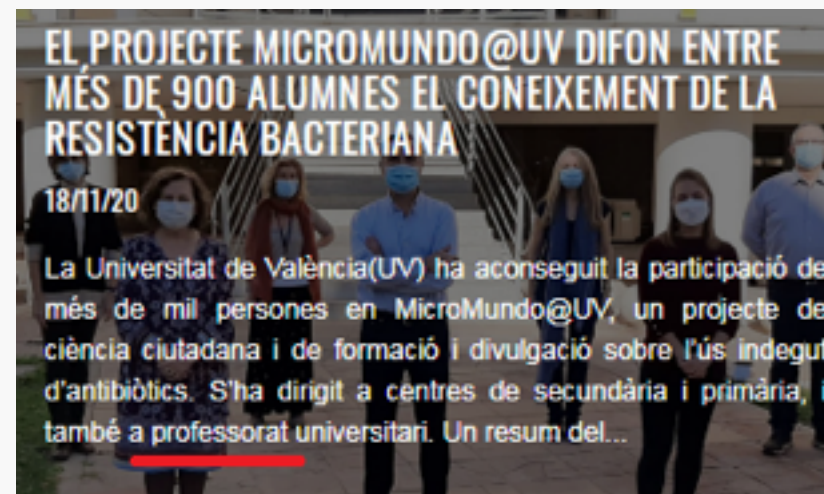 EL PROJECTE MICROMUNDO@UV DIFON ENTRE
MÉS DE 900 ALUMNES EL CONEIXEMENT DE LA
RESISTÈNCIA BACTERIANA
18/11/20
La Universitat de València(UV) ha aconseguit la participació de
més de mil persones en MicroMundo@UV, un projecte de
ciència ciutadana i de formació i divulgació sobre l'ús indegut
d'antibiòtics. S'ha dirigit a centres de secundària i primària, i
també a professorat universitari. Un resum del...